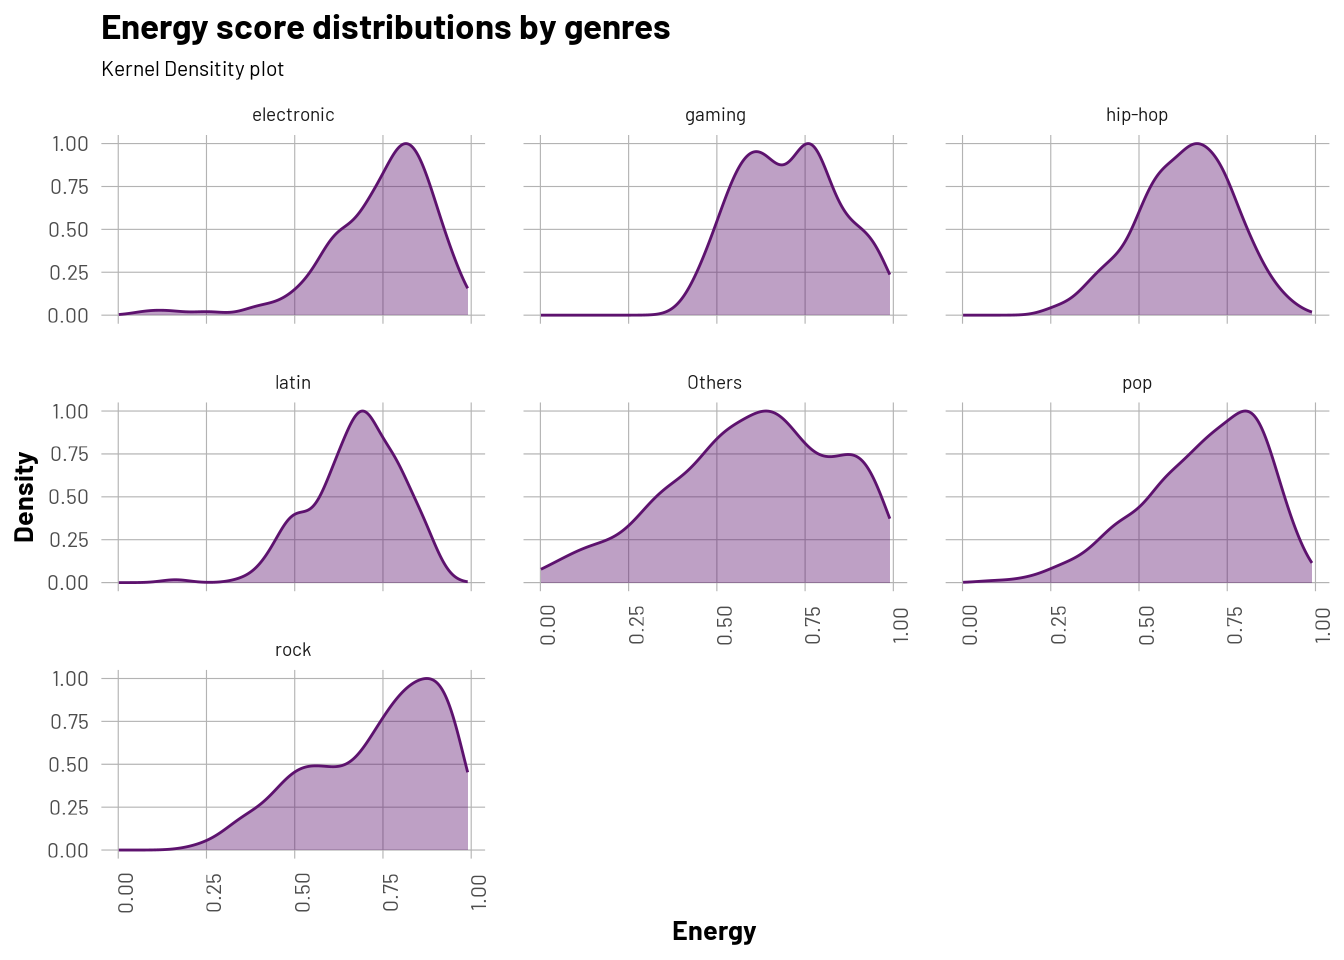 Energy score distributions by genres
Kernel Densitity plot
electronic gaming hip-hop
1.00
0.75
0.50
0.25
0.00
latin Others pop
1.00
0.75
0.50
0.25
0.00
0.00 0.25 0.50 0.75 1.00 0.00 0.25 0.50 0.75 1.00
rock
1.00
0.75
0.50
0.25
0.00
0.00 0.25 0.50 0.75 1.00
Density
Energy